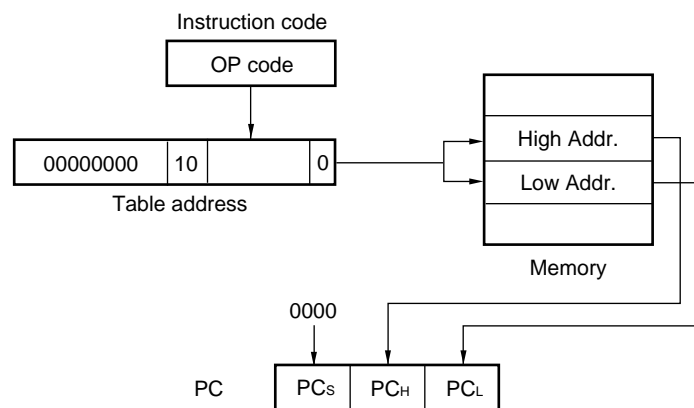 Instruction code
OP code
00000000 10 0
Table address
High Addr.
Low Addr.
Memory
0000
PC PCS PCH PCL